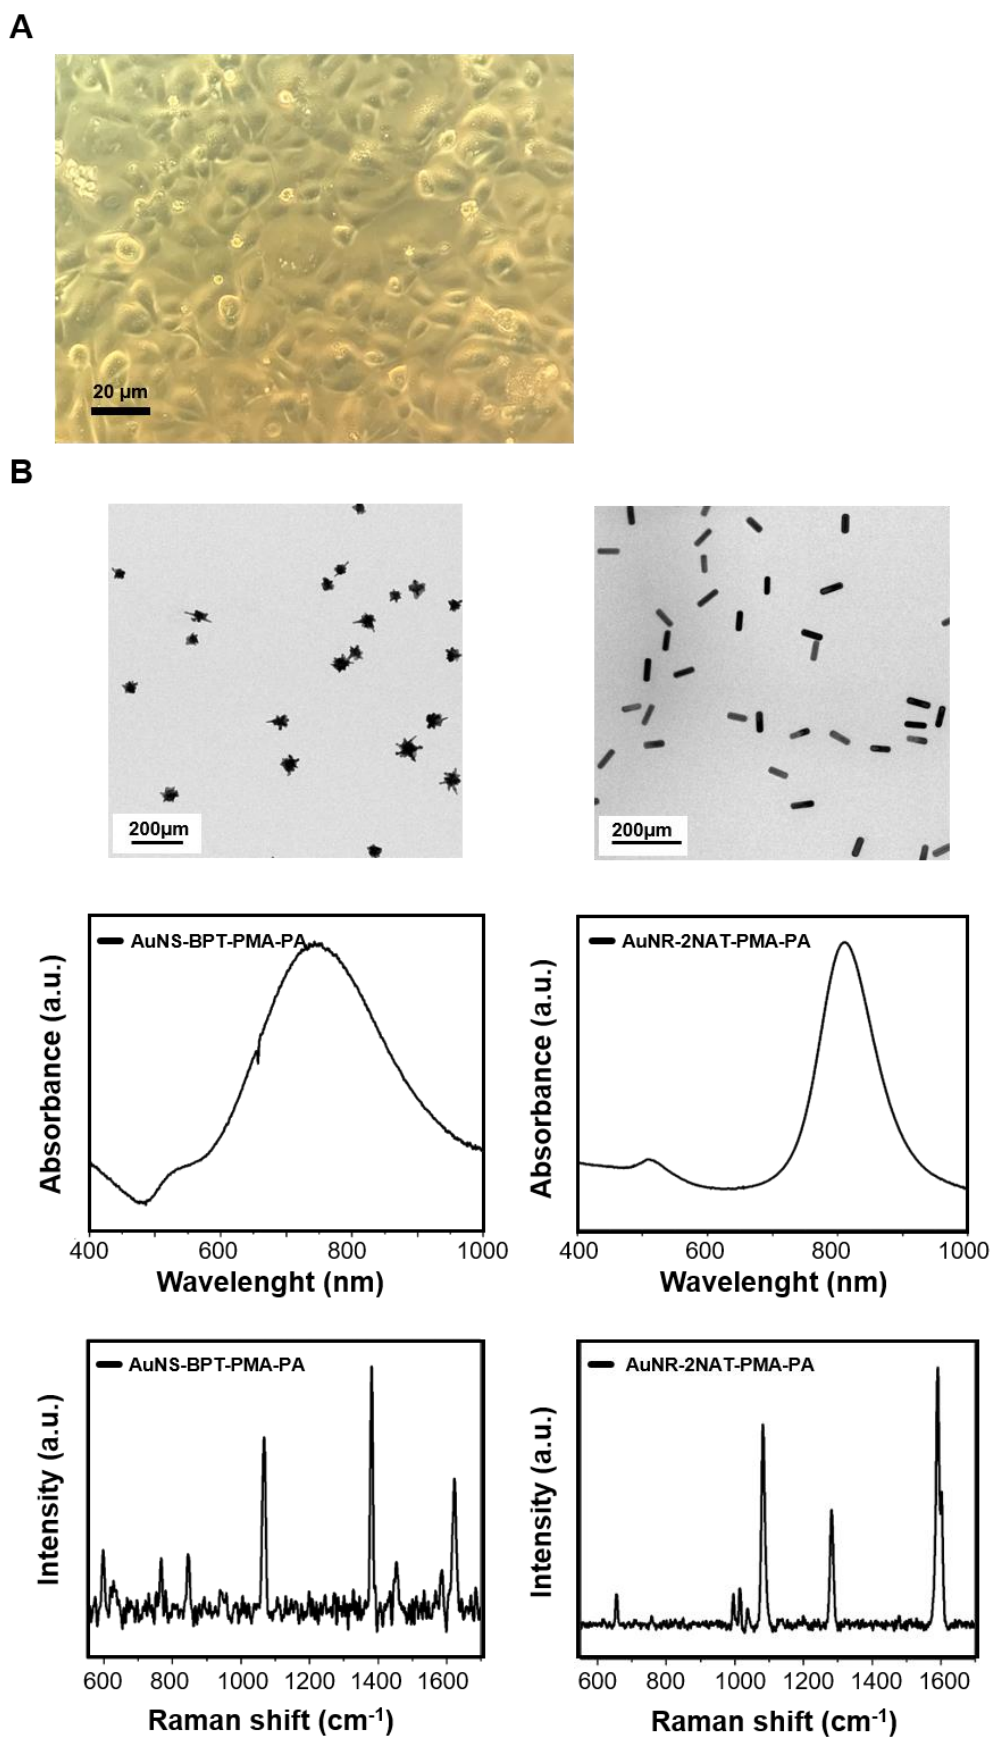 A
20 µm
B
200µm
200µm
AuNS-BPT-PMA-PA
Absorbance (a.u.)
400 600 800 1000
Wavelenght (nm)
AuNR-2NAT-PMA-PA
Absorbance (a.u.)
400 600 800 1000
Wavelenght (nm)
AuNS-BPT-PMA-PA
Intensity (a.u.)
600 800 1000 1200 1400 1600
Raman shift (cm⁻¹)
AuNR-2NAT-PMA-PA
Intensity (a.u.)
600 800 1000 1200 1400 1600
Raman shift (cm⁻¹)